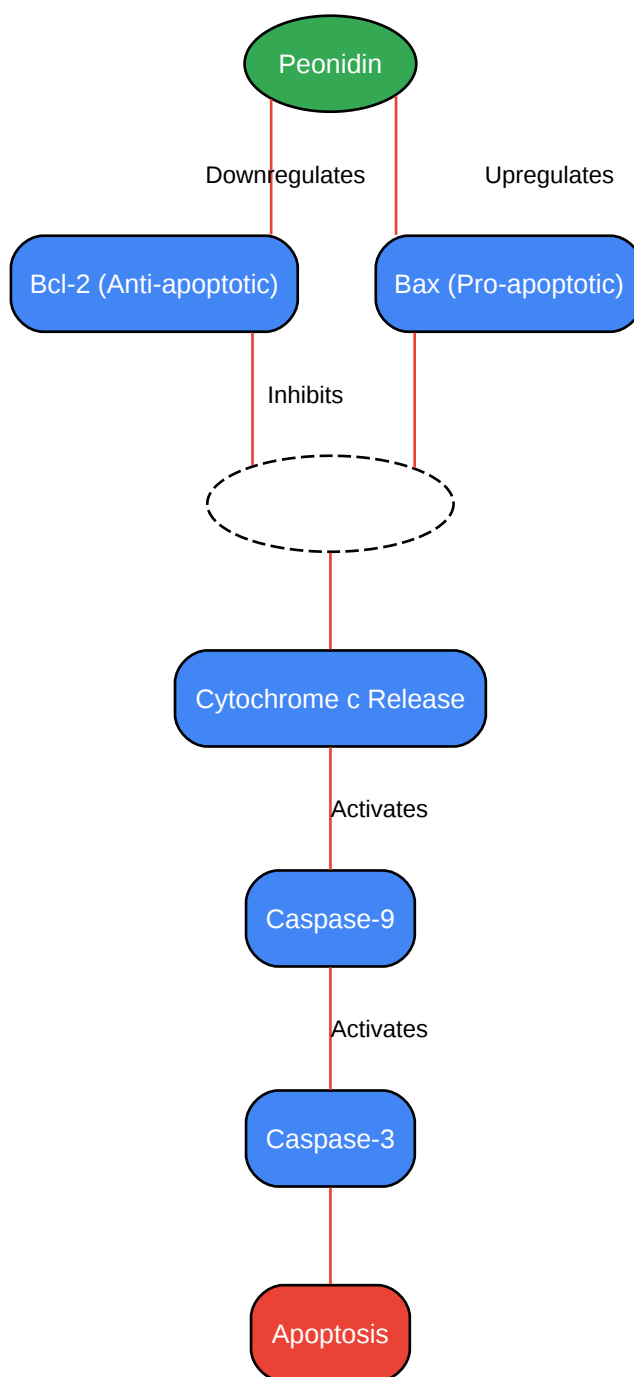 Peonidin
Downregulates
Upregulates
Bcl-2 (Anti-apoptotic)
Bax (Pro-apoptotic)
Inhibits
Cytochrome c Release
Activates
Caspase-9
Activates
Caspase-3
Apoptosis